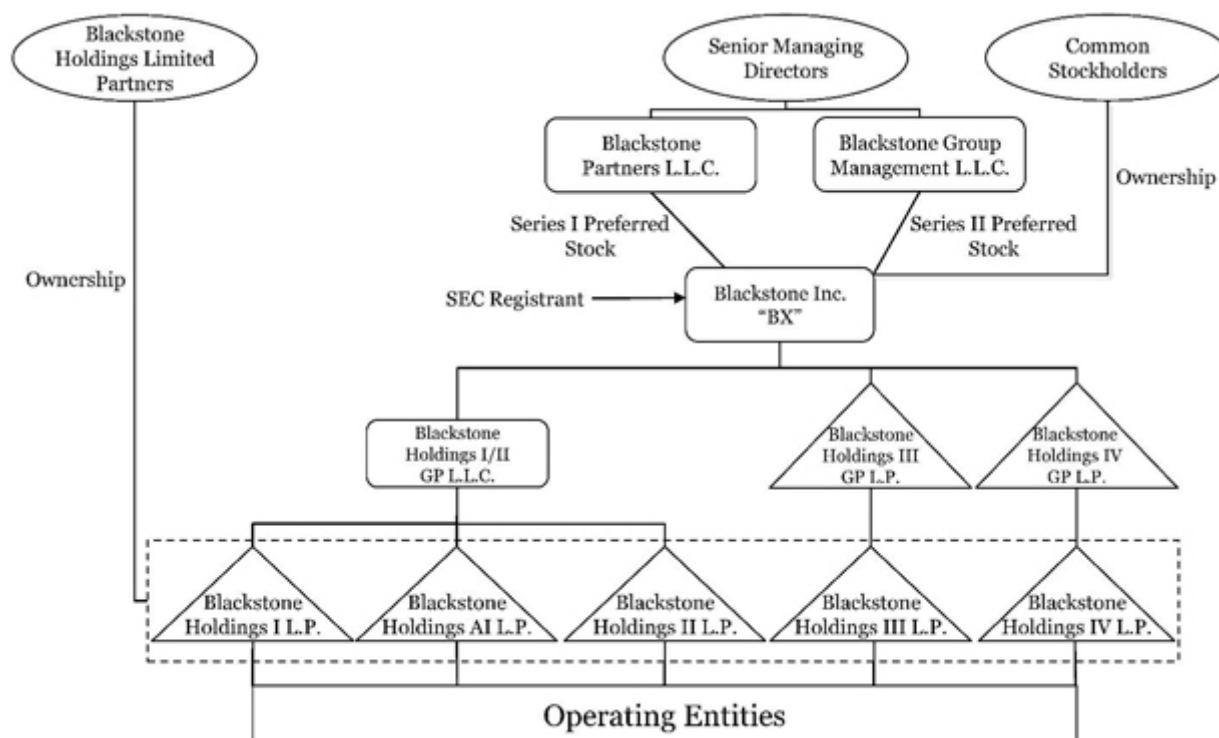 Blackstone
Holdings Limited
Partners
Senior Managing
Directors
Common
Stockholders
Blackstone
Partners L.L.C.
Blackstone Group
Management L.L.C.
Ownership
Series I Preferred
Stock
Series II Preferred
Stock
Ownership
SEC Registrant
Blackstone Inc.
“BX”
Blackstone
Holdings I/II
GP L.L.C.
Blackstone
Holdings III
GP L.P.
Blackstone
Holdings IV
GP L.P.
Blackstone
Holdings I L.P.
Blackstone
Holdings AI L.P.
Blackstone
Holdings II L.P.
Blackstone
Holdings III L.P.
Blackstone
Holdings IV L.P.
Operating Entities